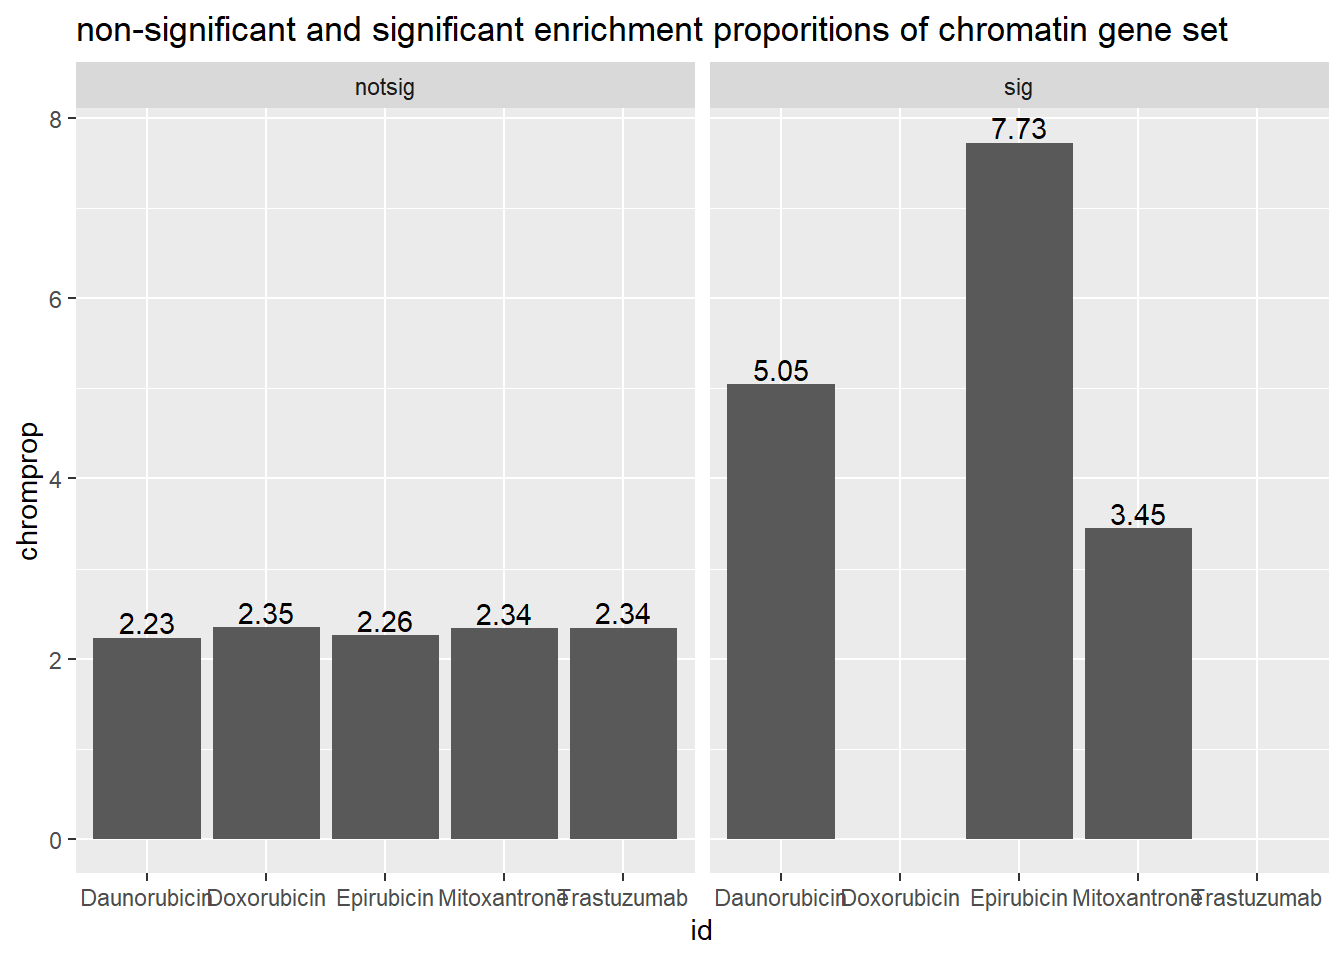 non-significant and significant enrichment proporitions of chromatin gene set
notsig
sig
chromprop
8
6
4
2
0
2.23
2.35
2.26
2.34
2.34
5.05
7.73
3.45
Daunorubicin Doxorubicin Epirubicin Mitoxantrone Trastuzumab
Daunorubicin Doxorubicin Epirubicin Mitoxantrone Trastuzumab
id